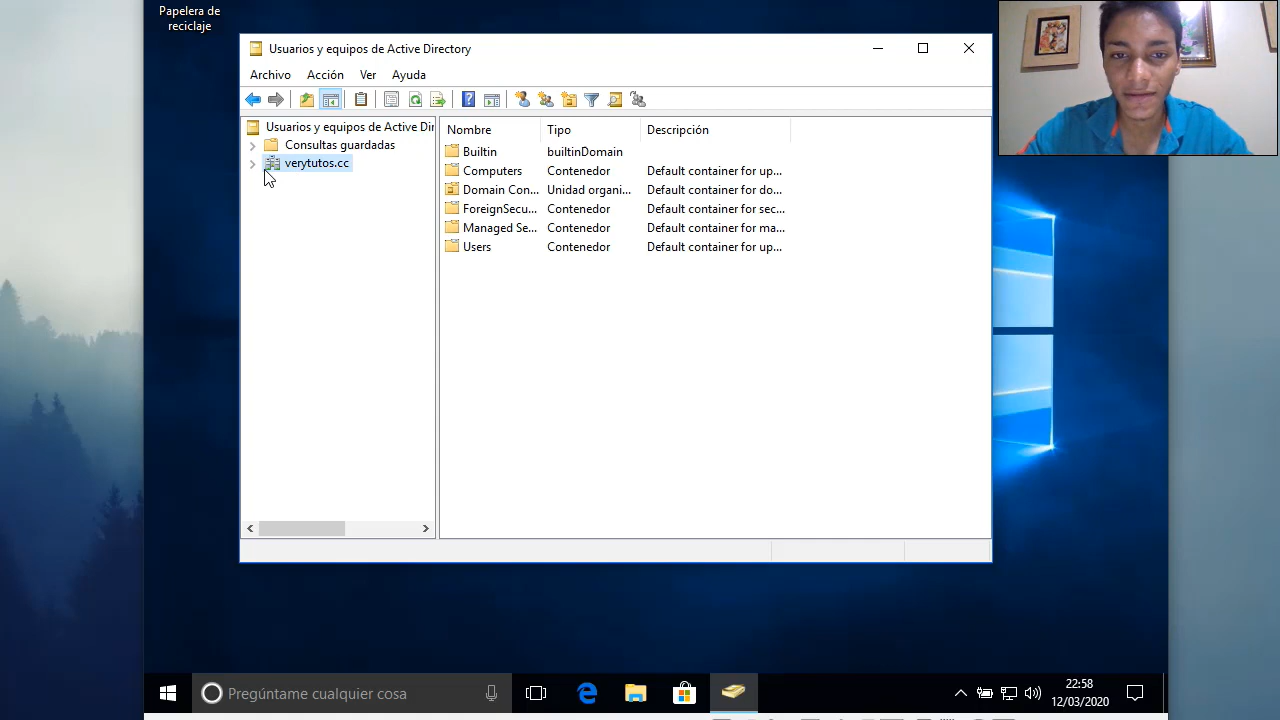 Papelera de
reciclaje
Usuarios y equipos de Active Directory
Archivo Acción Ver Ayuda
Usuarios y equipos de Active Dir
Consultas guardadas
verytutos.cc
Nombre Tipo Descripción
Builtin builtinDomain
Computers Contenedor Default container for up...
Domain Con... Unidad organi... Default container for do...
ForeignSecu... Contenedor Default container for sec...
Managed Se... Contenedor Default container for ma...
Users Contenedor Default container for up...
Pregúntame cualquier cosa
22:58
12/03/2020